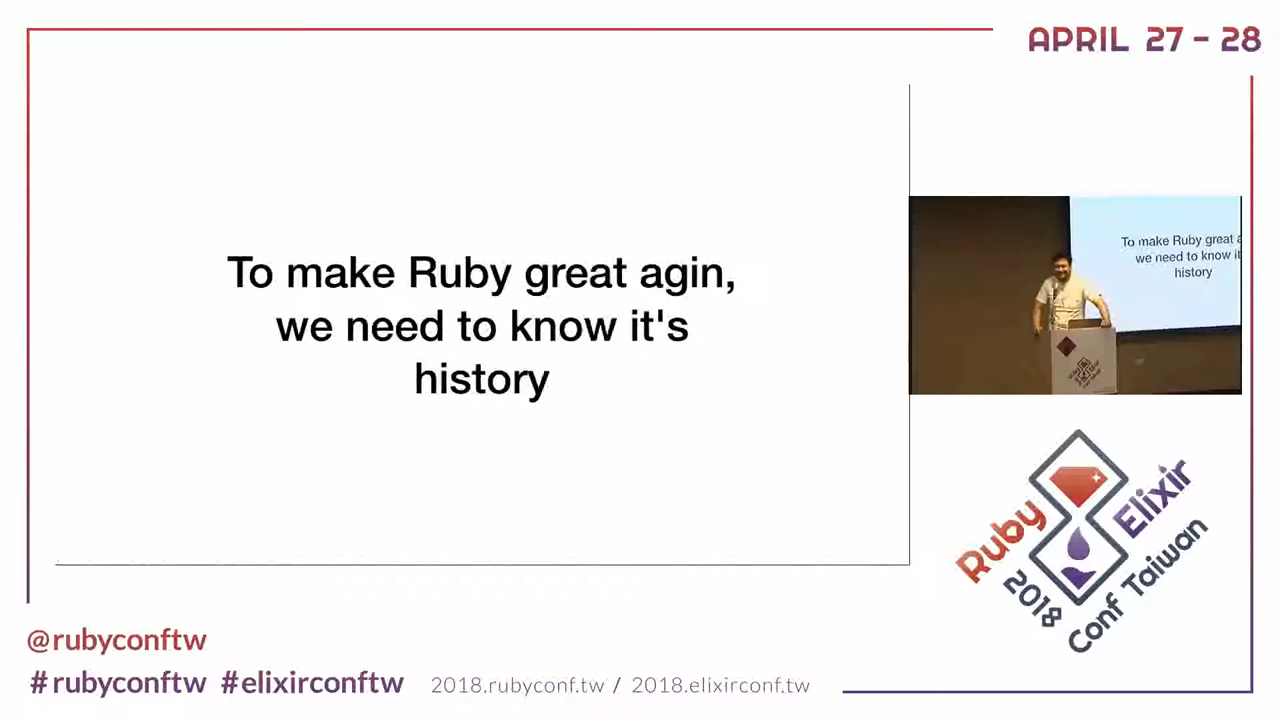 APRIL 27 - 28
To make Ruby great agin,
we need to know it's
history
To make Ruby great a
we need to know it
history
Ruby Elixir
2018 Conf Taiwan
@rubyconftw
#rubyconftw #elixirconftw 2018.rubyconf.tw / 2018.elixirconf.tw